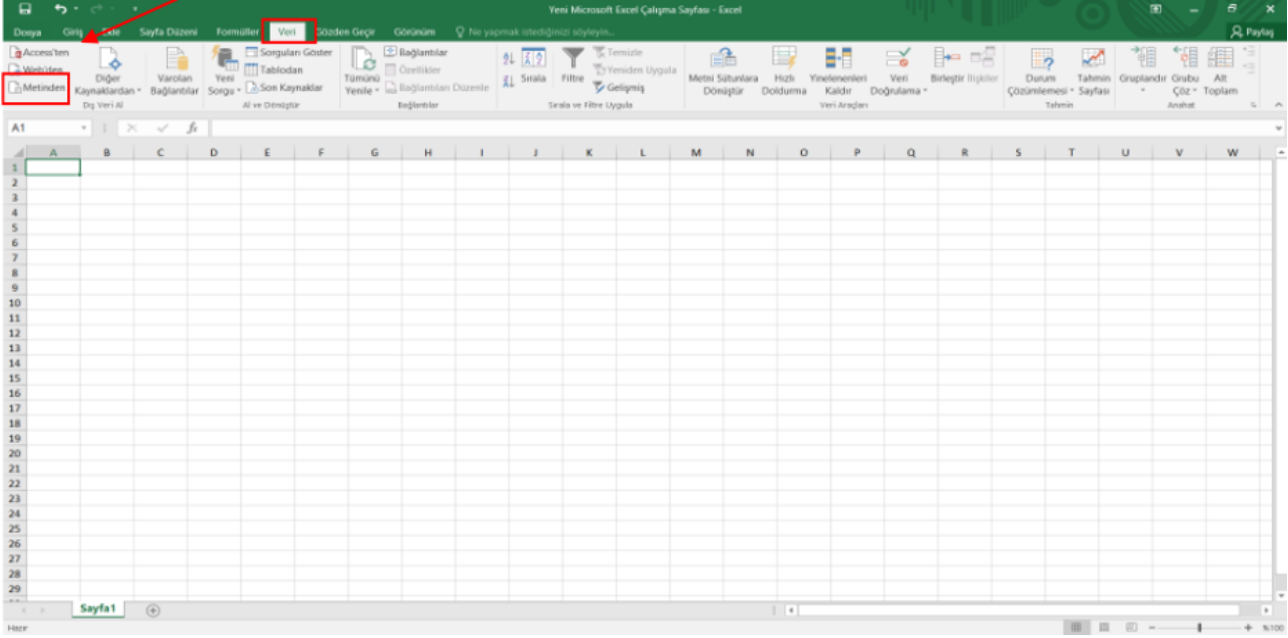 Yeni Microsoft Excel Çalışma Sayfası - Excel
Dosya Giriş Ekle Sayfa Düzeni Formüller Veri Gözden Geçir Görünüm Ne yapmak istediğinizi söyleyin... Paylaş
Access'ten
Web'den
Metinden
Diğer Kaynaklardan
Varolan Bağlantılar
Dış Veri Al
Yeni Sorgu
Sorguları Göster
Tablodan
Son Kaynaklar
Al ve Dönüştür
Tümünü Yenile
Bağlantılar
Özellikler
Bağlantıları Düzenle
Bağlantılar
Sırala
Filtre
Temizle
Yeniden Uygula
Gelişmiş
Sırala ve Filtre Uygula
Metni Sütunlara Dönüştür
Hızlı Doldurma
Yinelenenleri Kaldır
Veri Doğrulama
Birleştir
İlişkiler
Veri Araçları
Durum Çözümlemesi
Tahmin Sayfası
Tahmin
Gruplandır
Grubu Çöz
Alt Toplam
Anahat
A1 fx
A B C D E F G H I J K L M N O P Q R S T U V W
1
2
3
4
5
6
7
8
9
10
11
12
13
14
15
16
17
18
19
20
21
22
23
24
25
26
27
28
29
Sayfa1
Hazır %100